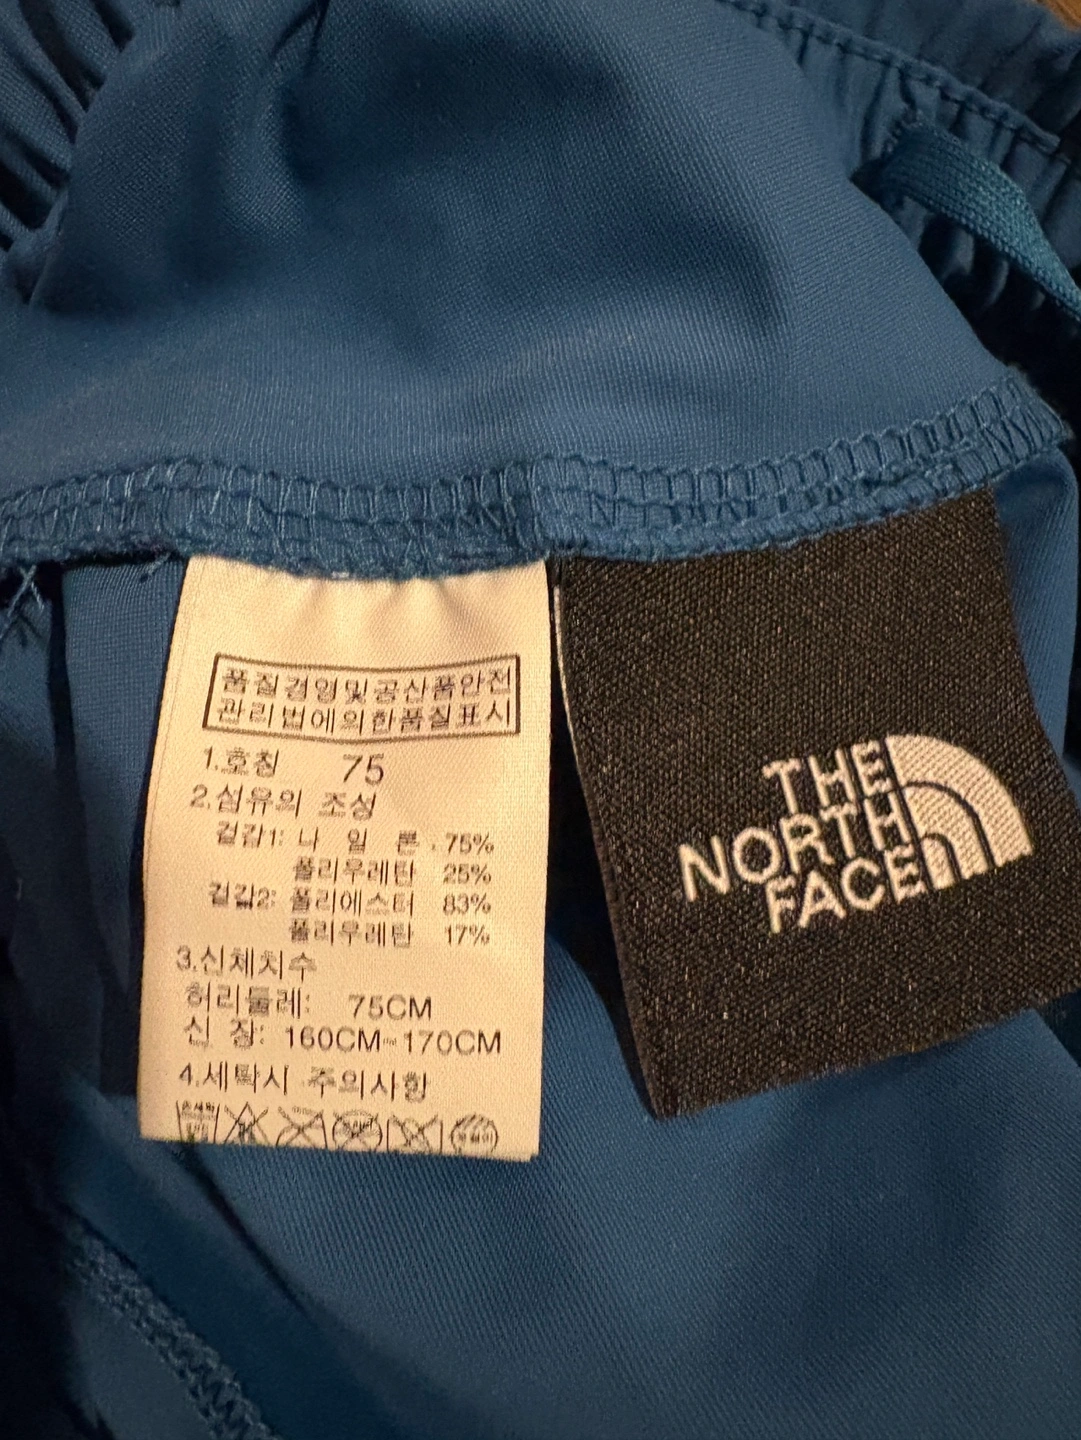 품질경영및공산품안전
관리법에의한품질표시
1.호칭 75
2.섬유의 조성
겉감1: 나 일 론 75%
폴리우레탄 25%
겉감2: 폴리에스터 83%
폴리우레탄 17%
3.신체치수
허리둘레: 75CM
신 장: 160CM~170CM
4.세탁시 주의사항
THE
NORTH
FACE